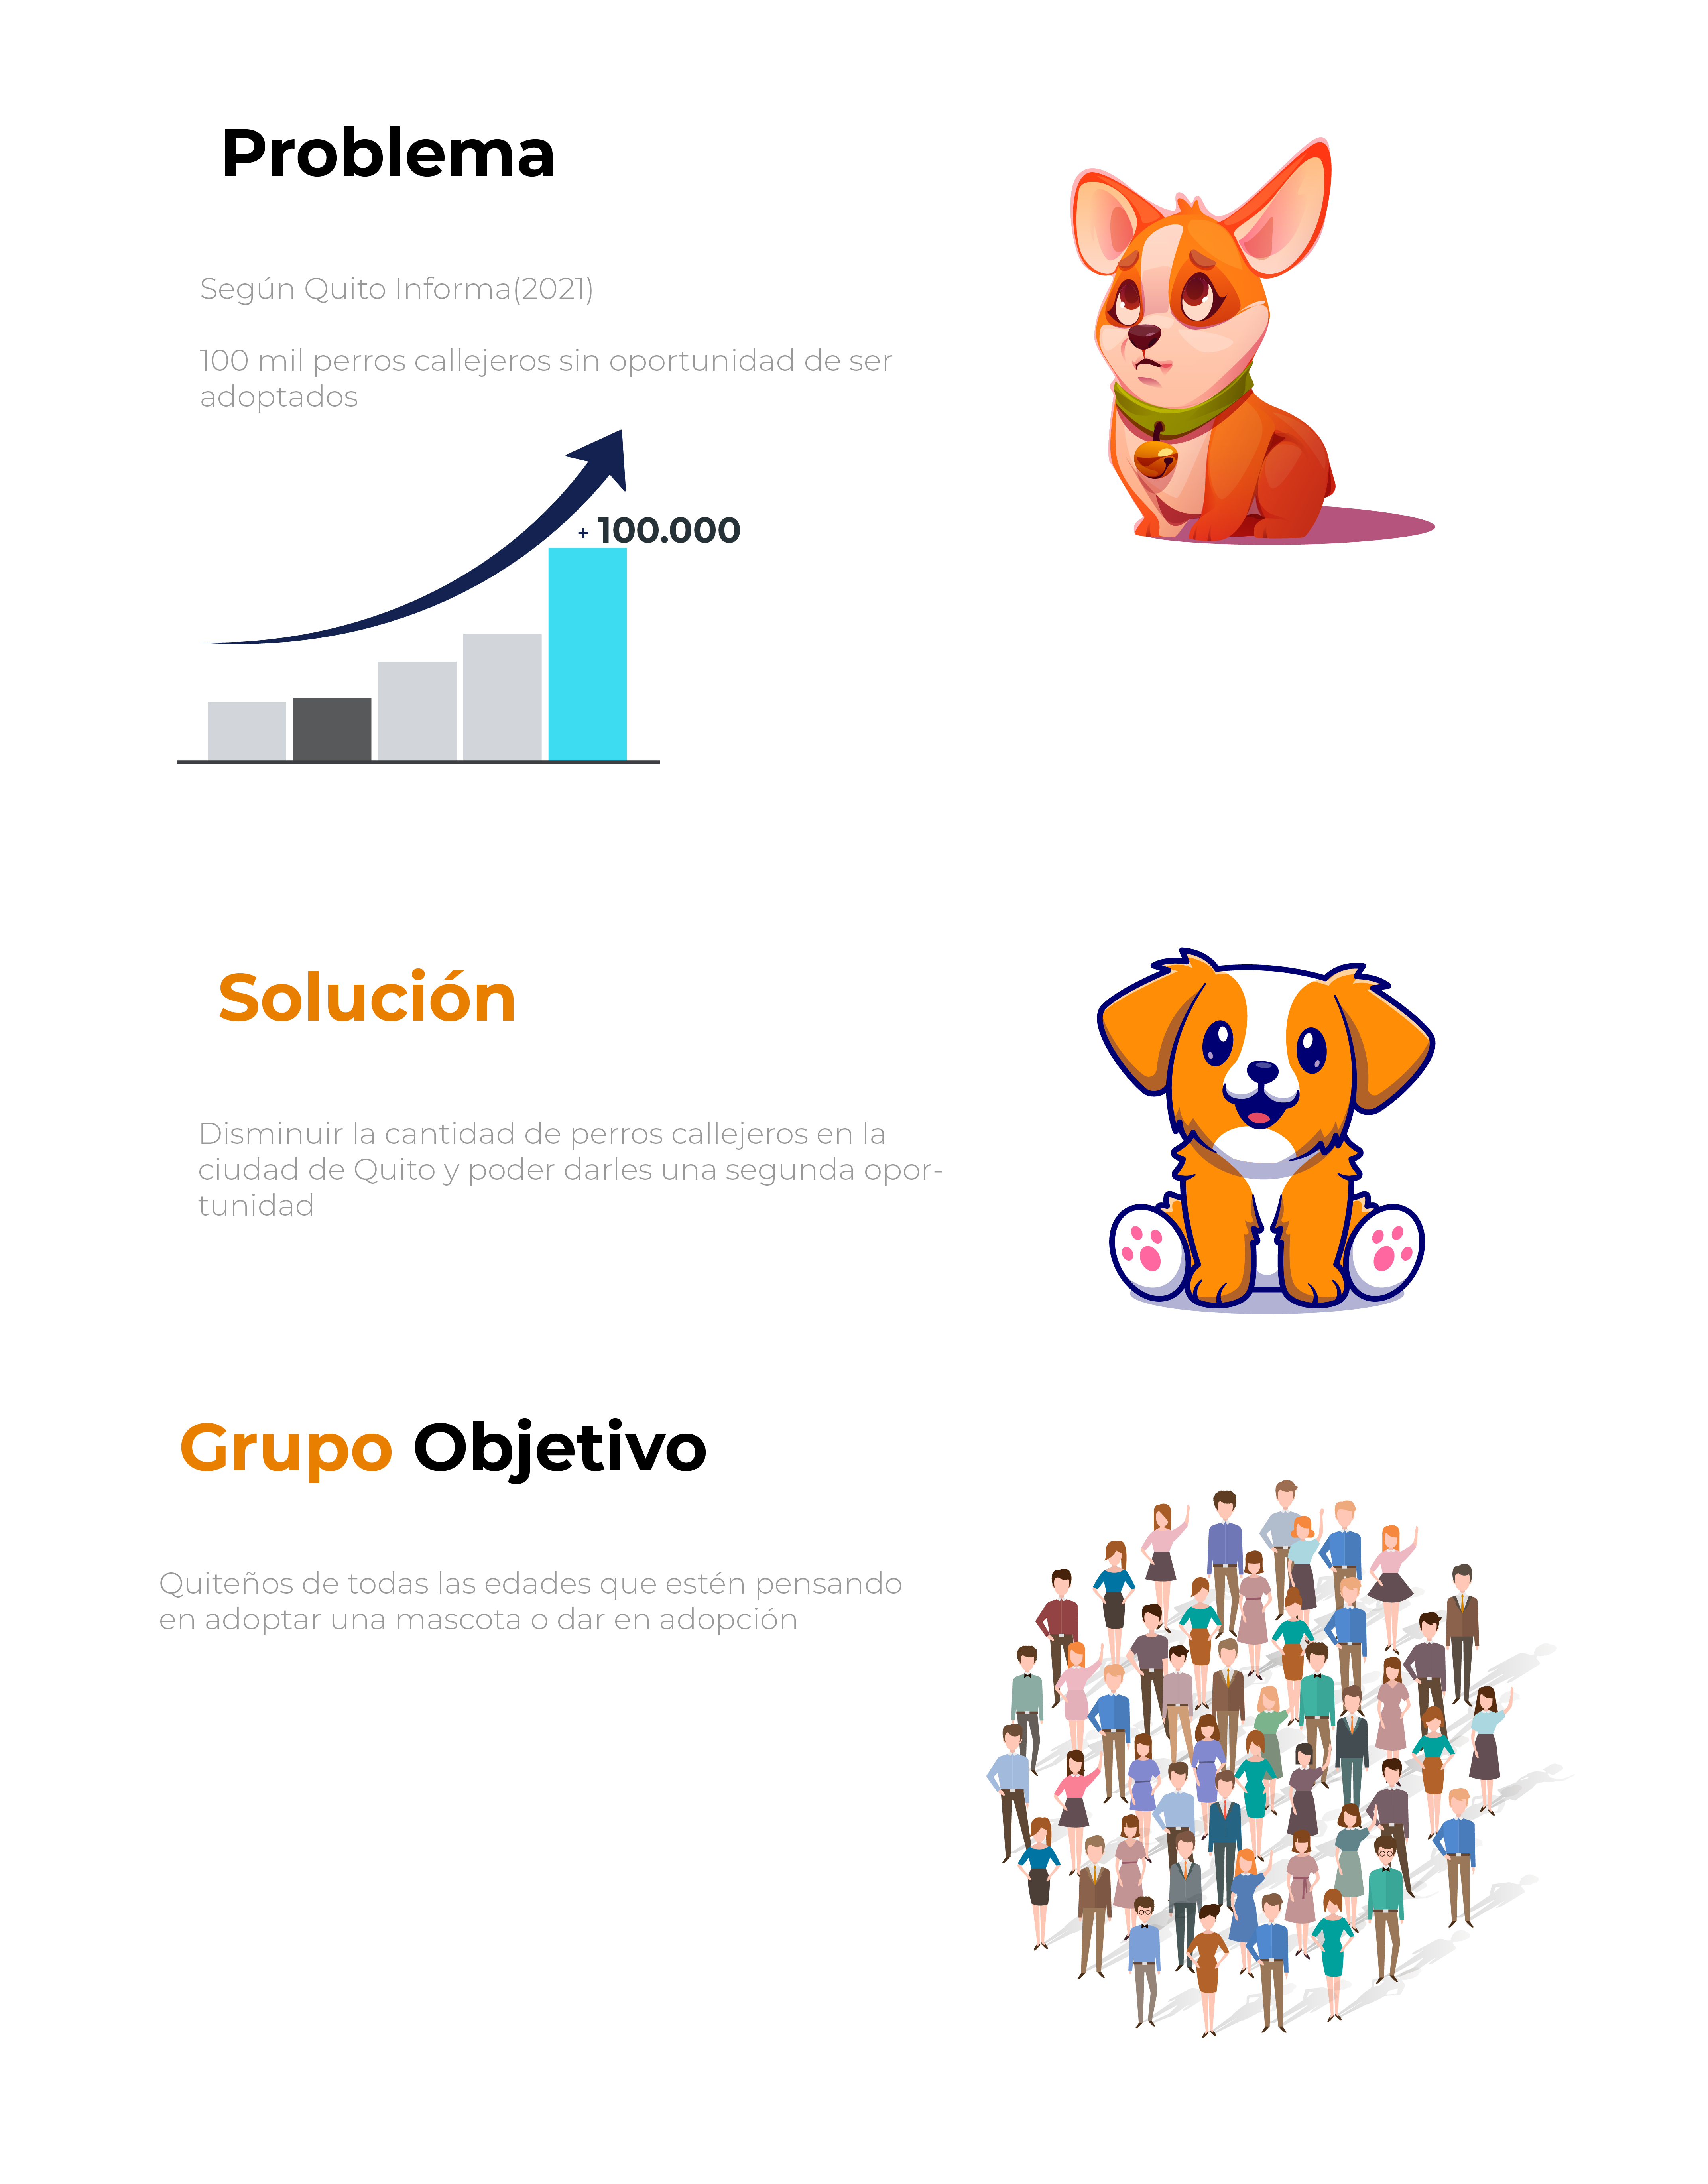 Problema
Según Quito Informa(2021)
100 mil perros callejeros sin oportunidad de ser
adoptados
+ 100.000
Solución
Disminuir la cantidad de perros callejeros en la
ciudad de Quito y poder darles una segunda opor-
tunidad
Grupo Objetivo
Quiteños de todas las edades que estén pensando
en adoptar una mascota o dar en adopción